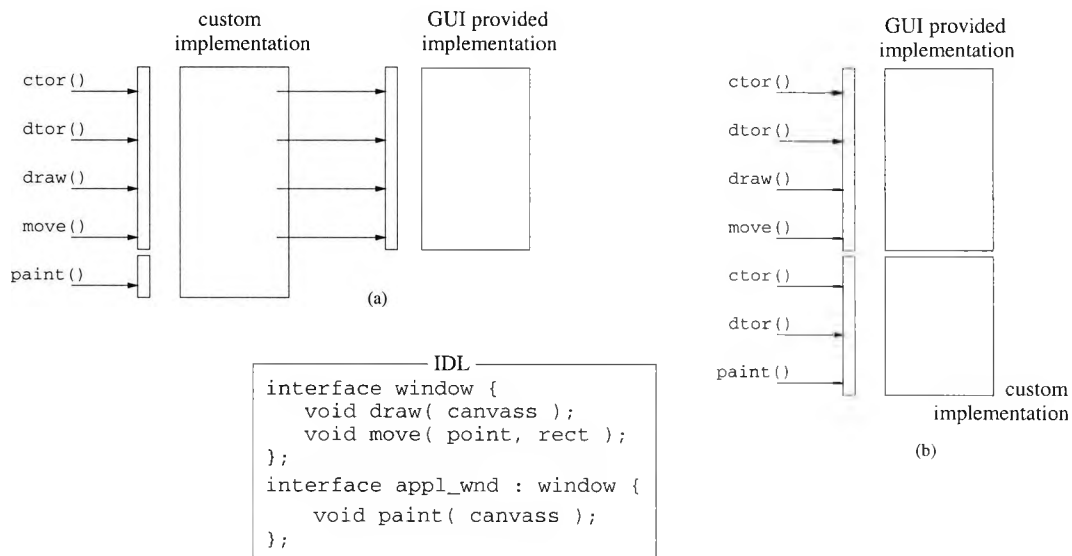 custom
implementation
GUI provided
implementation
ctor()
dtor()
draw()
move()
paint()
(a)
GUI provided
implementation
ctor()
dtor()
draw()
move()
ctor()
dtor()
paint()
custom
implementation
(b)
IDL
interface window {
void draw( canvass );
void move( point, rect );
};
interface appl_wnd : window {
void paint( canvass );
};